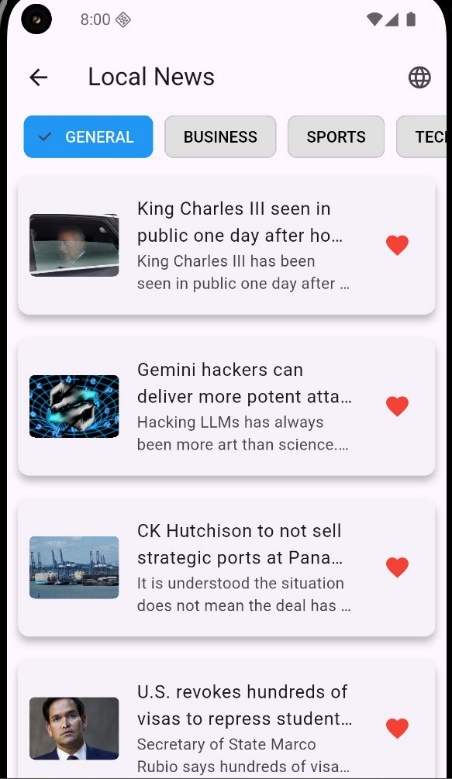 8:00
Local News
GENERAL BUSINESS SPORTS TECH
King Charles III seen in
public one day after ho...
King Charles III has been
seen in public one day after ...
Gemini hackers can
deliver more potent atta...
Hacking LLMs has always
been more art than science....
CK Hutchison to not sell
strategic ports at Pana...
It is understood the situation
does not mean the deal has ...
U.S. revokes hundreds of
visas to repress student...
Secretary of State Marco
Rubio says hundreds of visa...